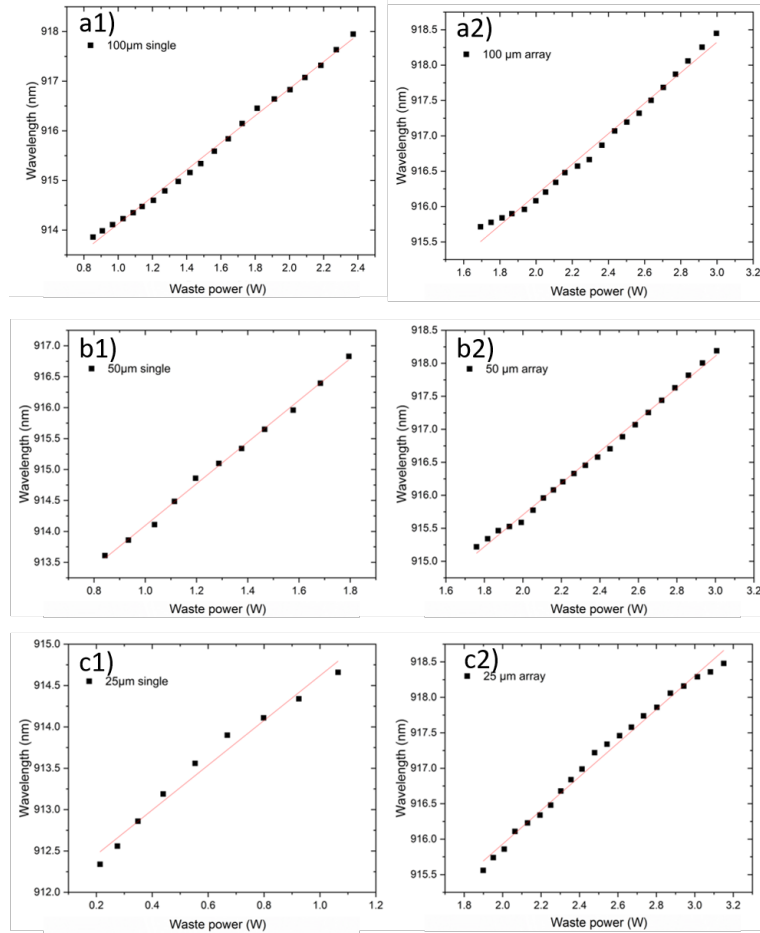 a1)
100μm single
918
917
916
915
914
Wavelength (nm)
0.8 1.0 1.2 1.4 1.6 1.8 2.0 2.2 2.4
Waste power (W)
a2)
100 μm array
918.5
918.0
917.5
917.0
916.5
916.0
915.5
Wavelength (nm)
1.6 1.8 2.0 2.2 2.4 2.6 2.8 3.0 3.2
Waste power (W)
b1)
50μm single
917.0
916.5
916.0
915.5
915.0
914.5
914.0
913.5
Wavelength (nm)
0.8 1.0 1.2 1.4 1.6 1.8
Waste power (W)
b2)
50 μm array
918.5
918.0
917.5
917.0
916.5
916.0
915.5
915.0
Wavelength (nm)
1.6 1.8 2.0 2.2 2.4 2.6 2.8 3.0 3.2
Waste power (W)
c1)
25μm single
915.0
914.5
914.0
913.5
913.0
912.5
912.0
Wavelength (nm)
0.2 0.4 0.6 0.8 1.0 1.2
Waste power (W)
c2)
25 μm array
918.5
918.0
917.5
917.0
916.5
916.0
915.5
Wavelength (nm)
1.8 2.0 2.2 2.4 2.6 2.8 3.0 3.2
Waste power (W)